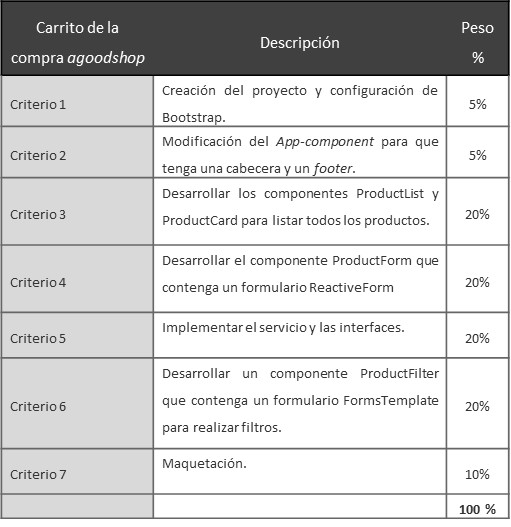 Carrito de la
compra agoodshop
Descripción
Peso
%
Criterio 1
Creación del proyecto y configuración de
Bootstrap.
5%
Criterio 2
Modificación del App-component para que
tenga una cabecera y un footer.
5%
Criterio 3
Desarrollar los componentes ProductList y
ProductCard para listar todos los productos.
20%
Criterio 4
Desarrollar el componente ProductForm que
contenga un formulario ReactiveForm
20%
Criterio 5
Implementar el servicio y las interfaces.
20%
Criterio 6
Desarrollar un componente ProductFilter
que contenga un formulario FormsTemplate
para realizar filtros.
20%
Criterio 7
Maquetación.
10%
100 %